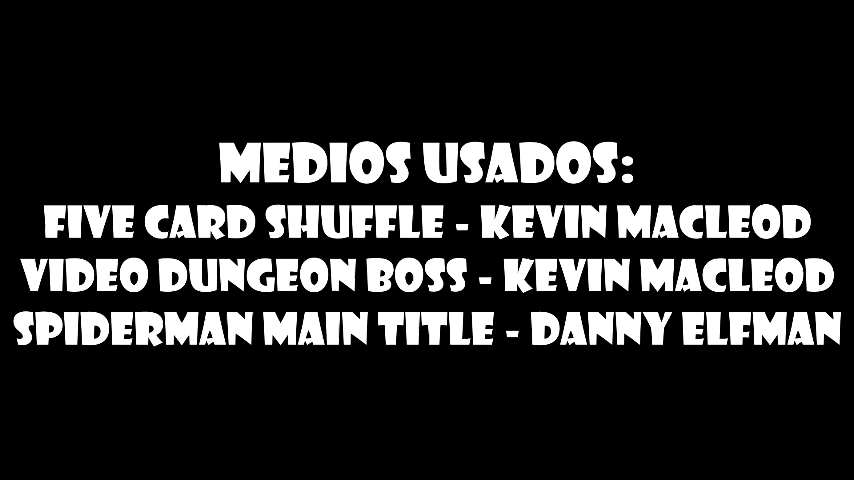 MEDIOS USADOS:
FIVE CARD SHUFFLE - KEVIN MACLEOD
VIDEO DUNGEON BOSS - KEVIN MACLEOD
SPIDERMAN MAIN TITLE - DANNY ELFMAN